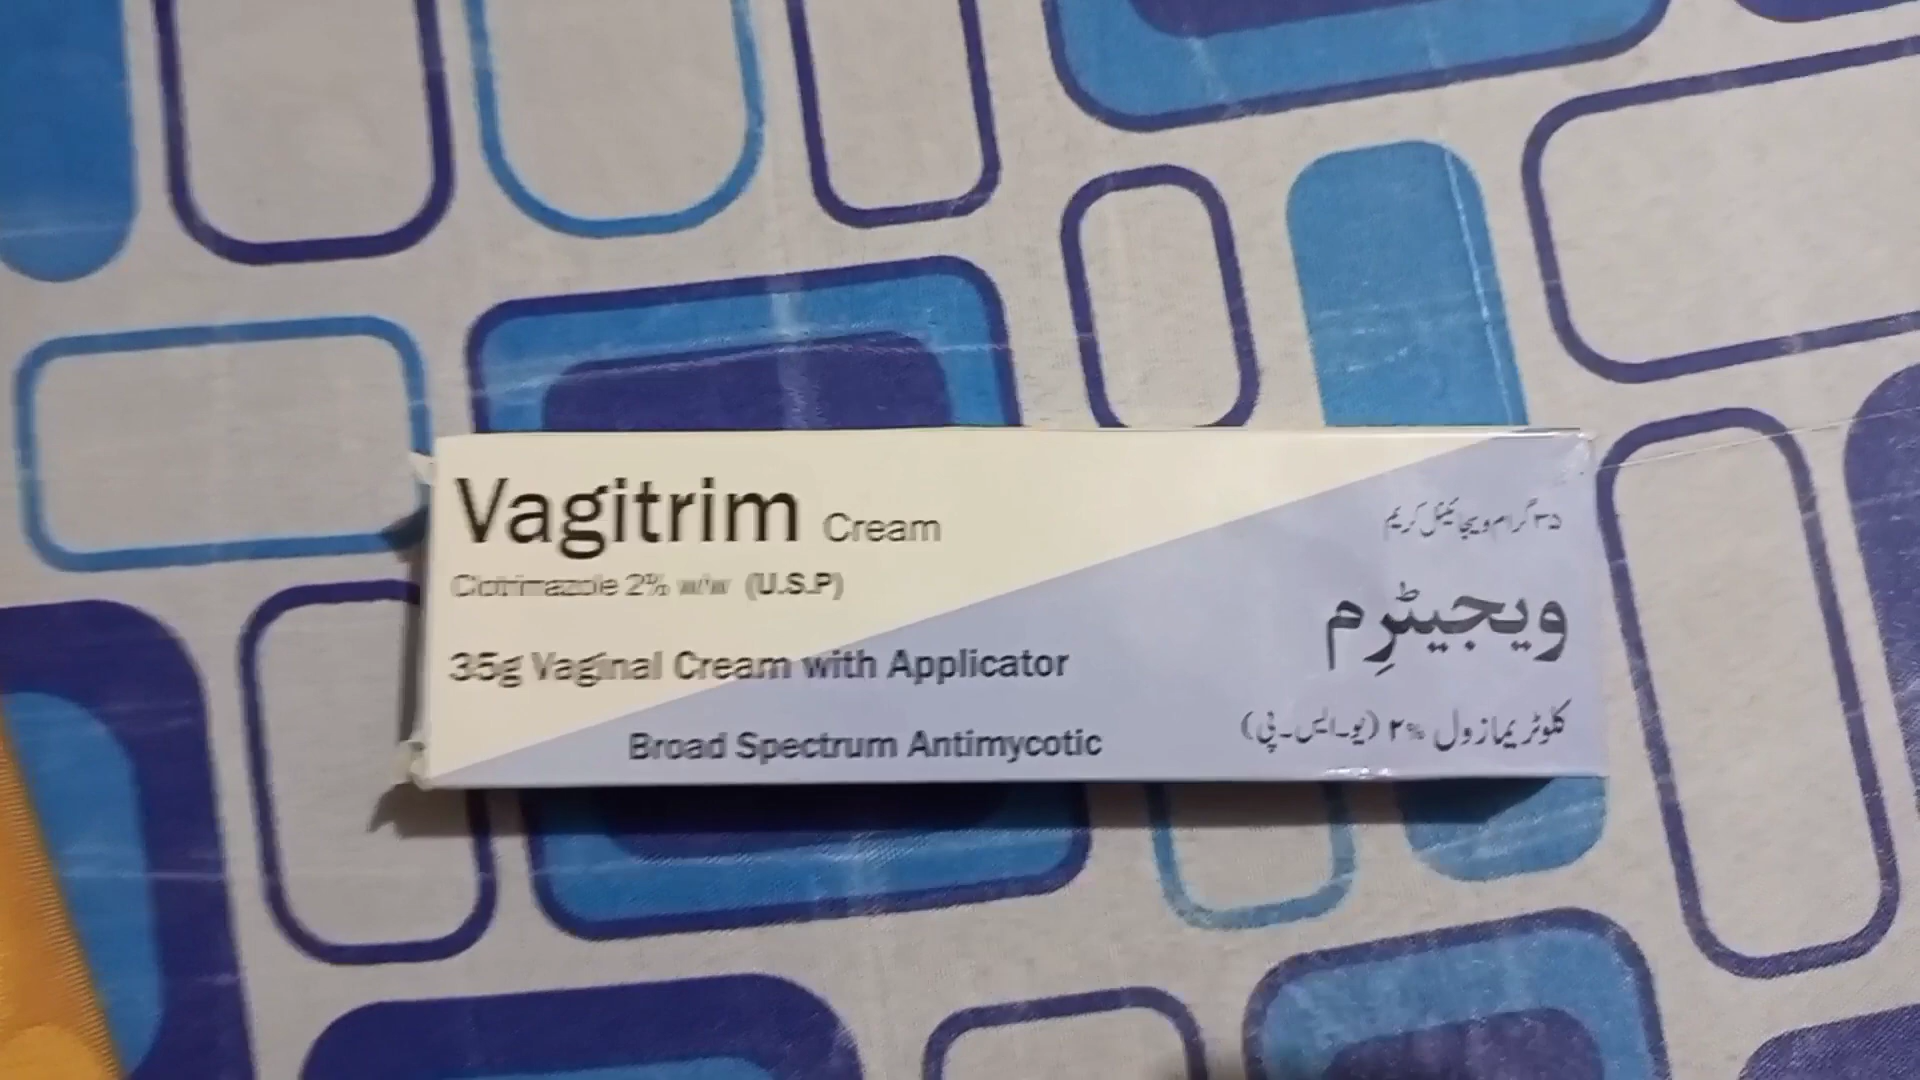 Vagitrim Cream
Clotrimazole 2% w/w (U.S.P)
35g Vaginal Cream with Applicator
Broad Spectrum Antimycotic
۳۵ گرام ویجائینل کریم
ویجیٹرِم
کلوٹریمازول ۲% (یو۔ایس۔پی)